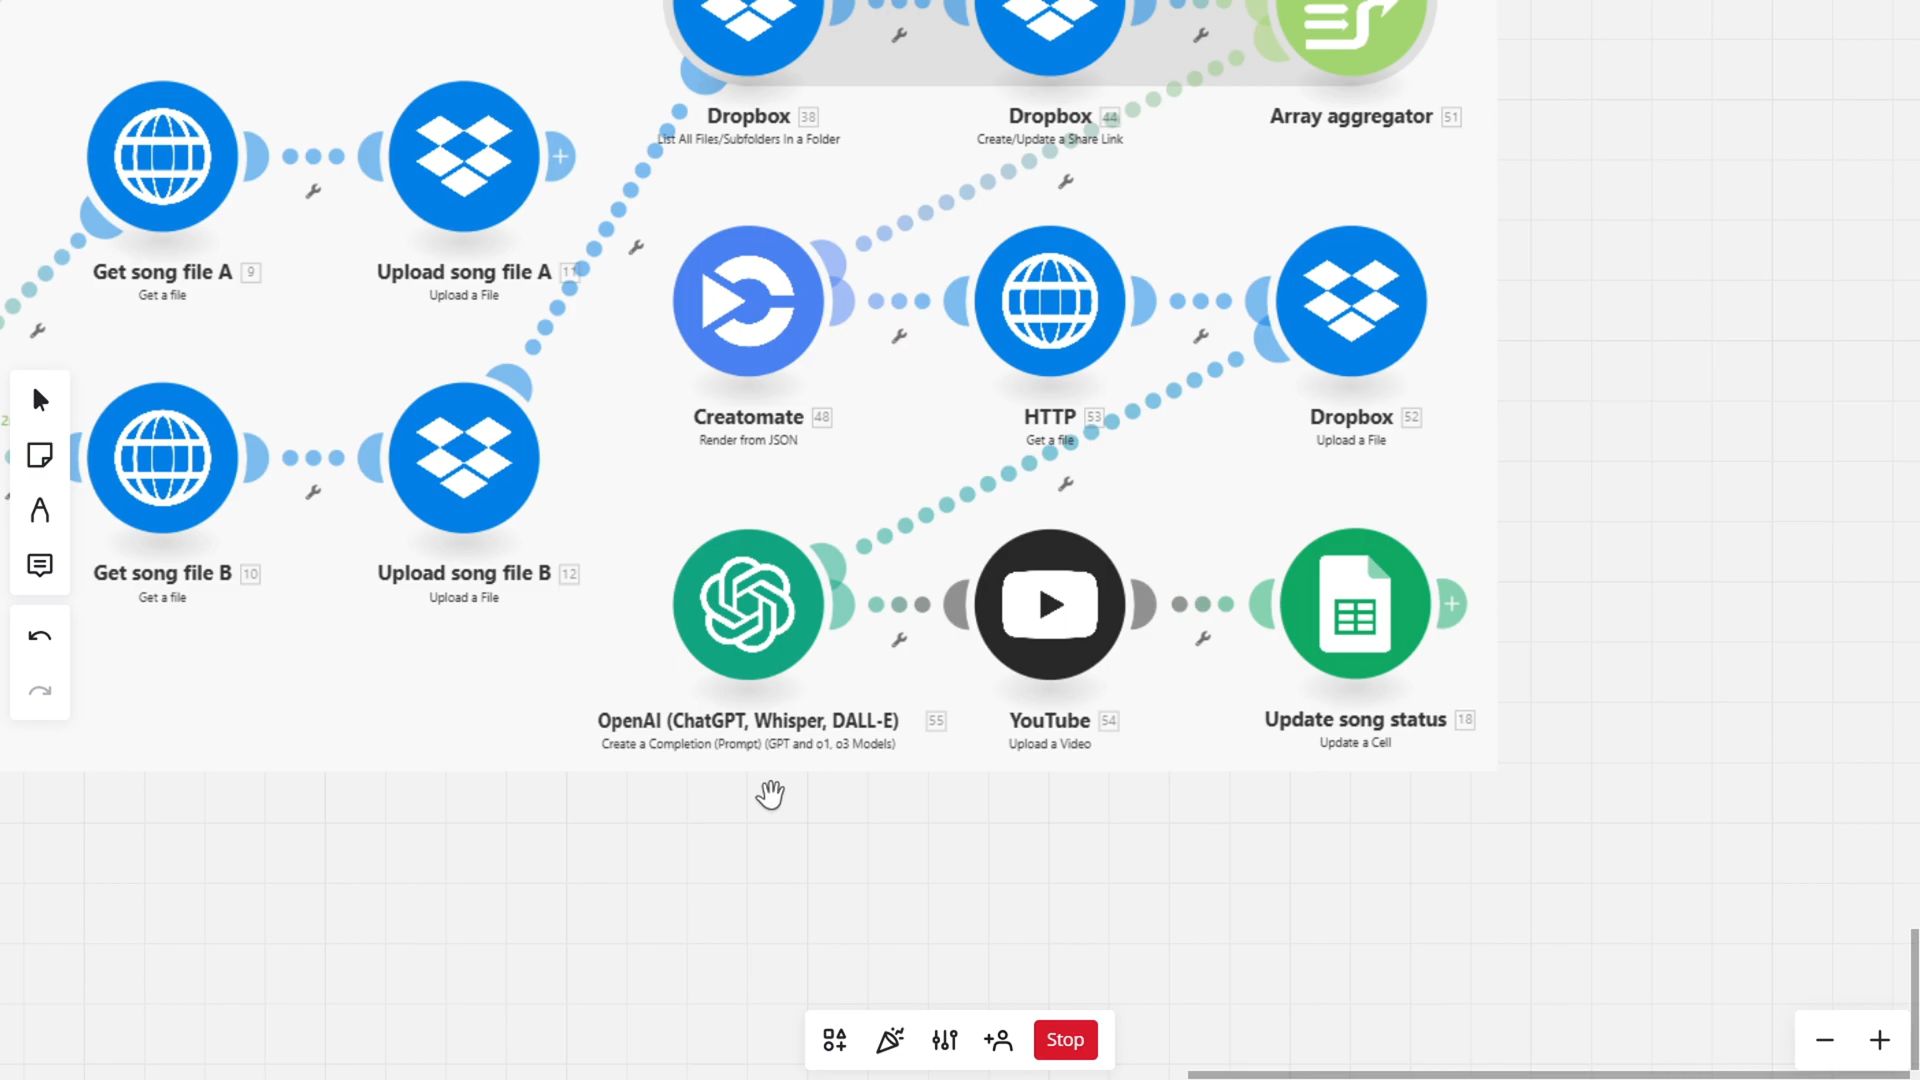 Dropbox 38
List All Files/Subfolders In a Folder
Dropbox 44
Create/Update a Share Link
Array aggregator 51
Get song file A 9
Get a file
Upload song file A 11
Upload a File
Creatomate 48
Render from JSON
HTTP 53
Get a file
Dropbox 52
Upload a File
Get song file B 10
Get a file
Upload song file B 12
Upload a File
OpenAI (ChatGPT, Whisper, DALL-E) 55
Create a Completion (Prompt) (GPT and o1, o3 Models)
YouTube 54
Upload a Video
Update song status 18
Update a Cell
Stop